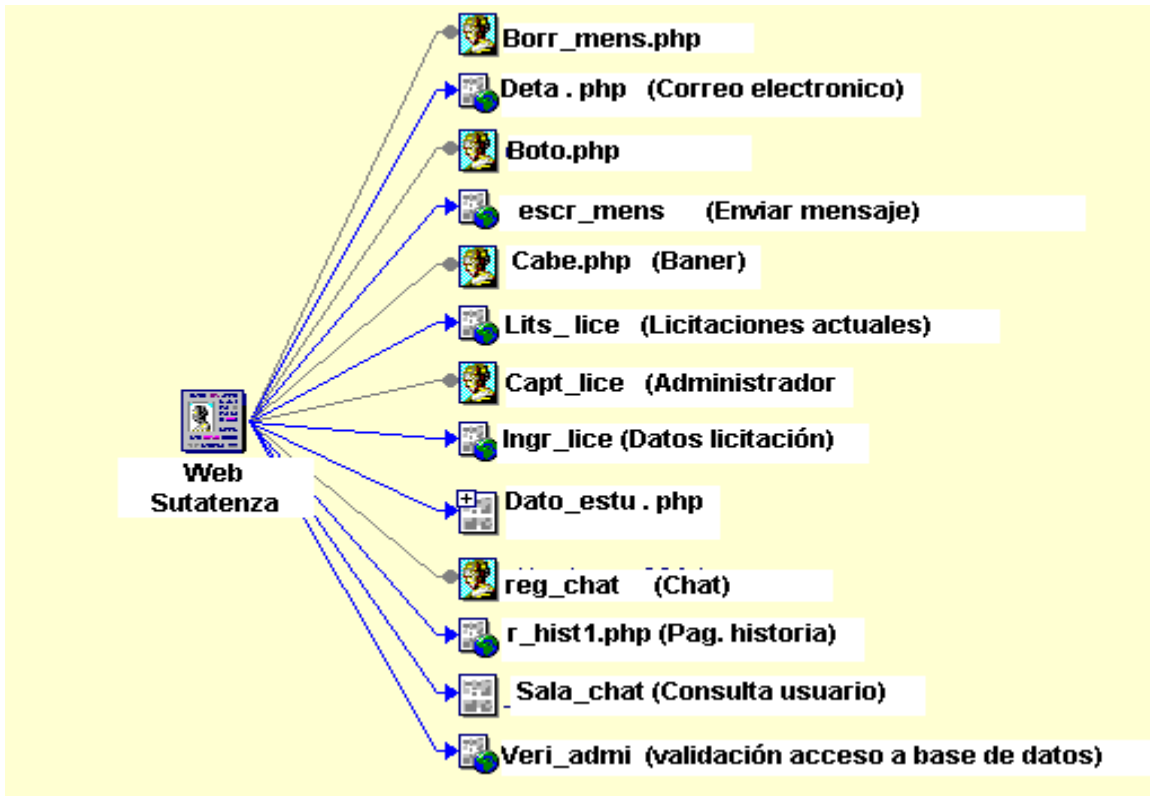 Borr_mens.php
Deta . php (Correo electronico)
Boto.php
escr_mens (Enviar mensaje)
Cabe.php (Baner)
Lits_ lice (Licitaciones actuales)
Capt_lice (Administrador
Ingr_lice (Datos licitación)
Web
Sutatenza
Dato_estu . php
reg_chat (Chat)
r_hist1.php (Pag. historia)
_ Sala_chat (Consulta usuario)
Veri_admi (validación acceso a base de datos)